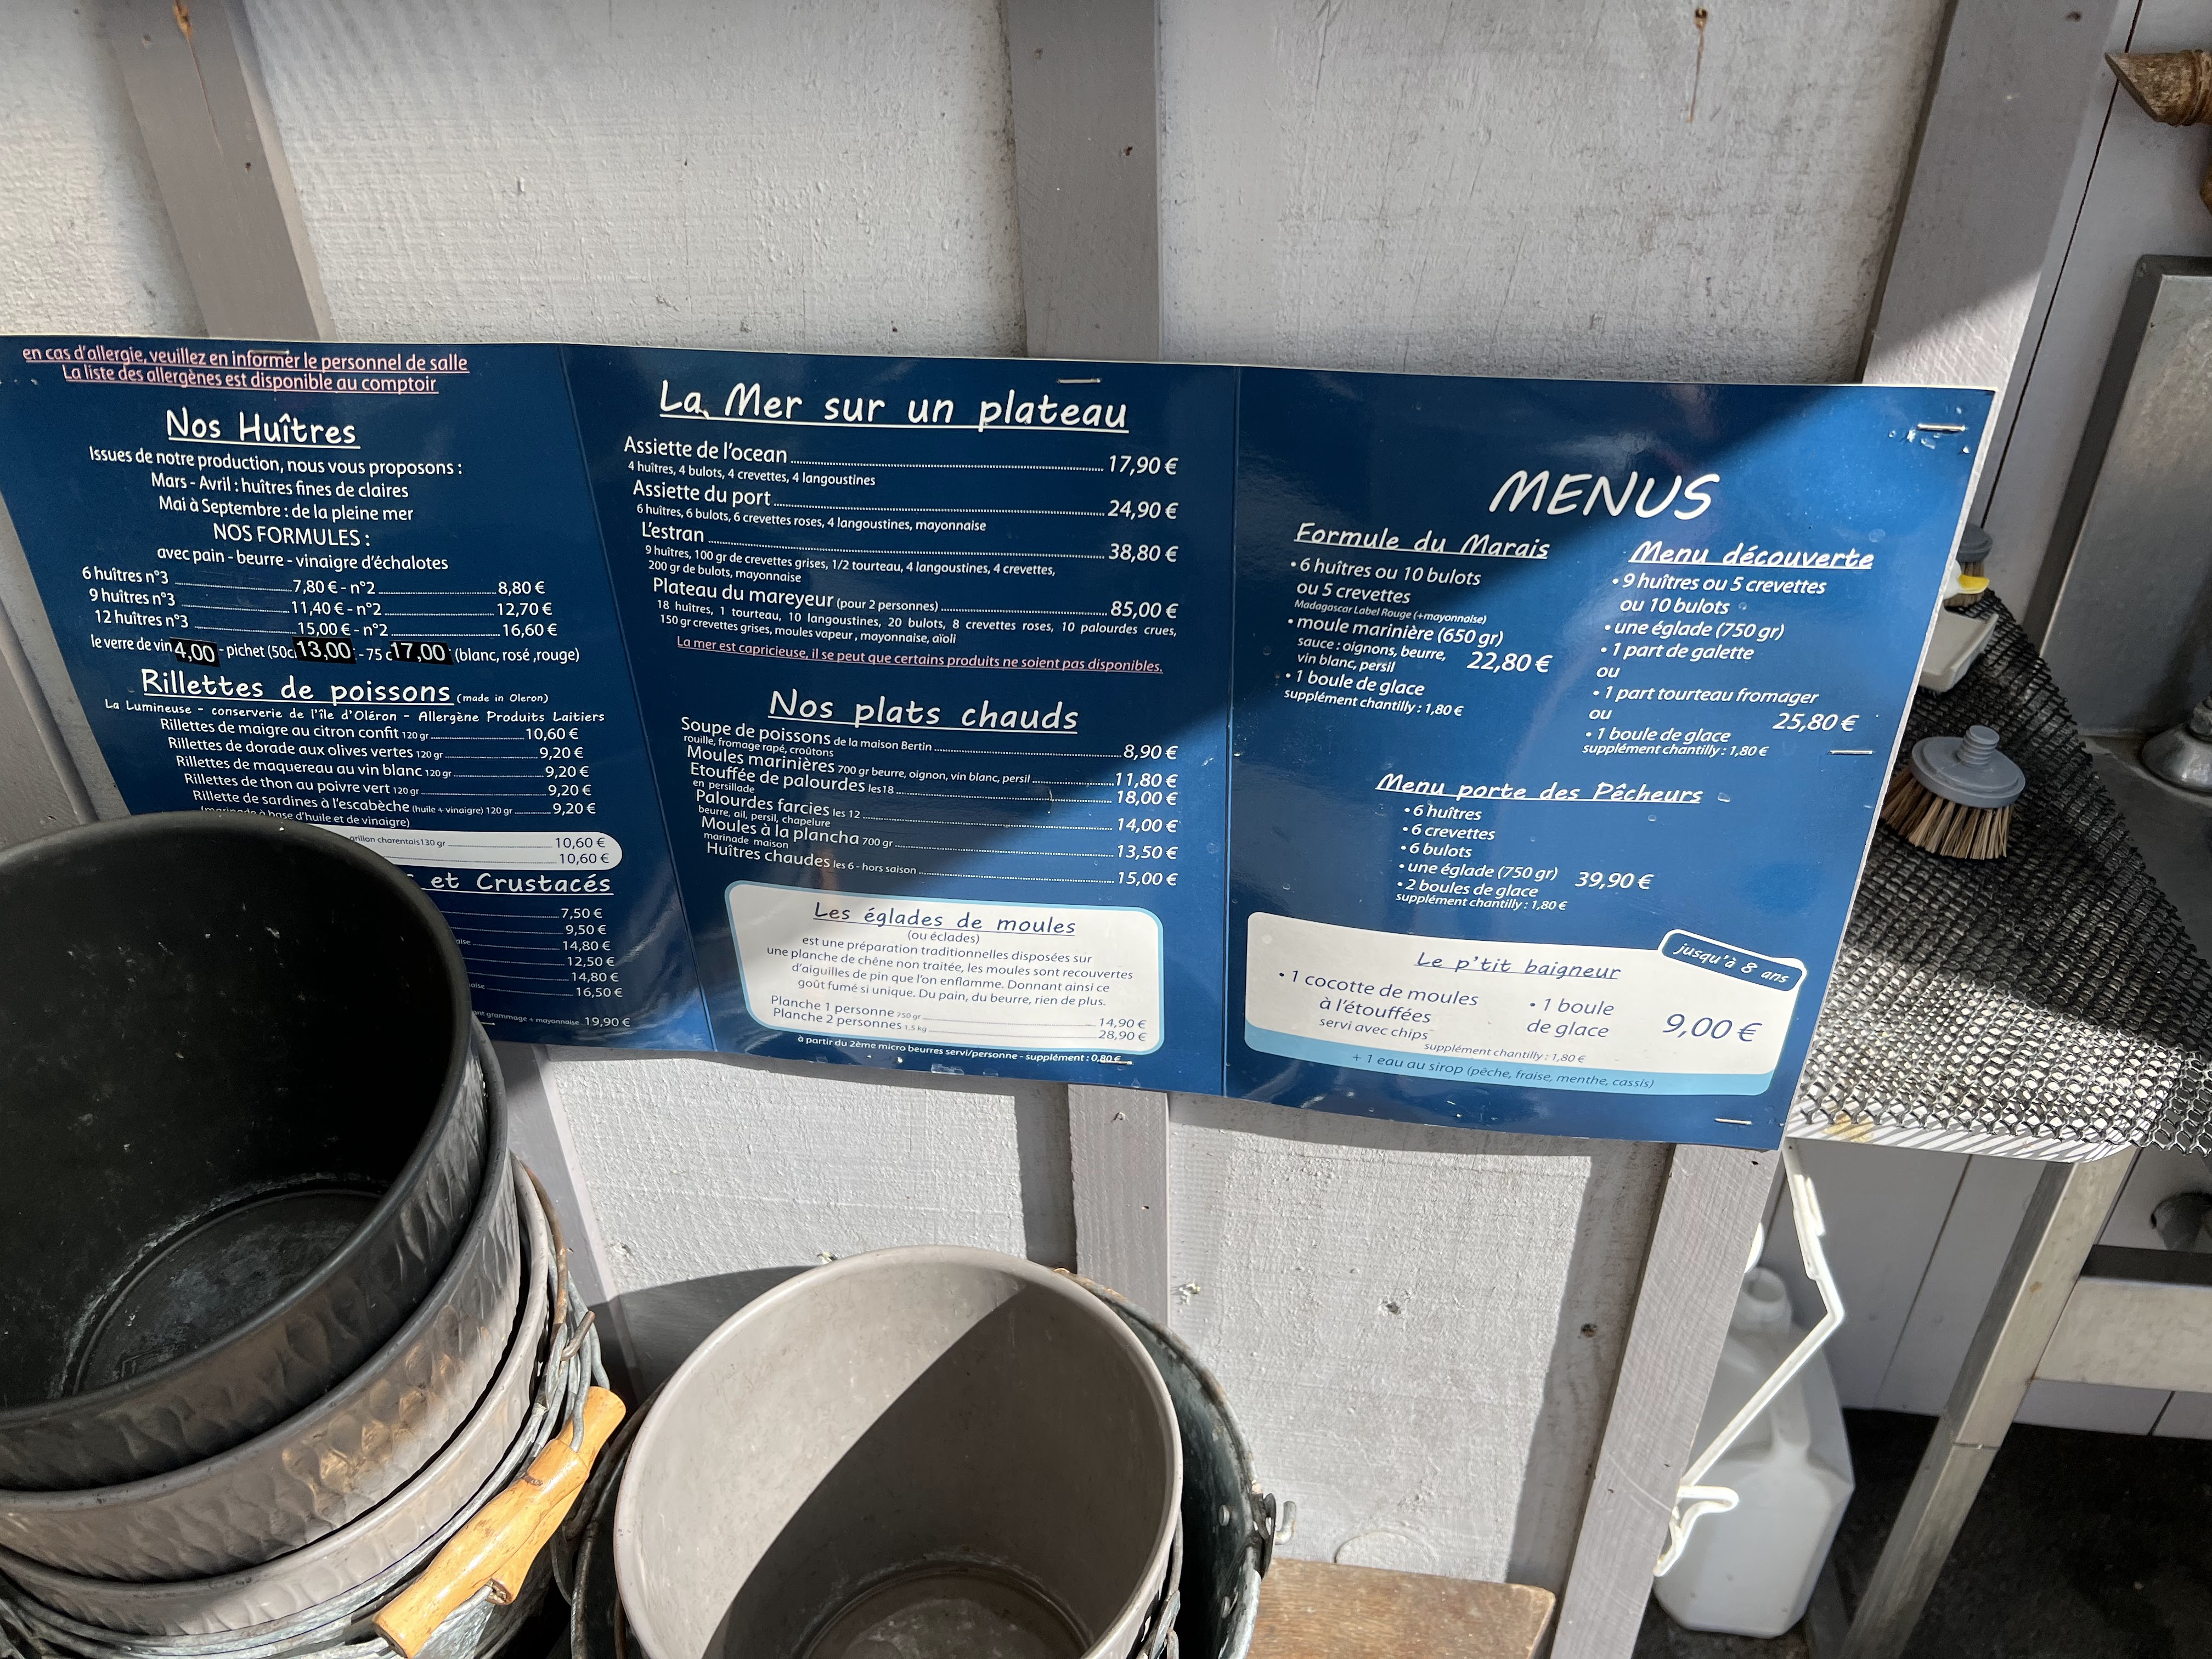 en cas d'allergie, veuillez en informer le personnel de salle
La liste des allergènes est disponible au comptoir
Nos Huîtres
Issues de notre production, nous vous proposons :
Mars - Avril : huîtres fines de claires
Mai à Septembre : de la pleine mer
NOS FORMULES :
avec pain - beurre - vinaigre d'échalotes
6 huîtres n°3 7,80 € - n°2 8,80 €
9 huîtres n°3 11,40 € - n°2 12,70 €
12 huîtres n°3 15,00 € - n°2 16,60 €
le verre de vin 4,00 - pichet (50c 13,00 - 75 c 17,00 (blanc, rosé ,rouge)
Rillettes de poissons (made in Oleron)
La Lumineuse - conserverie de l'île d'Oléron - Allergène Produits Laitiers
Rillettes de maigre au citron confit 120 gr 10,60 €
Rillettes de dorade aux olives vertes 120 gr 9,20 €
Rillettes de maquereau au vin blanc 120 gr 9,20 €
Rillettes de thon au poivre vert 120 gr 9,20 €
Rillette de sardines à l'escabèche (huile + vinaigre) 120 gr 9,20 €
(marinade à base d'huile et de vinaigre)
charentais 130 gr 10,60 €
10,60 €
et Crustacés
7,50 €
9,50 €
14,80 €
12,50 €
14,80 €
16,50 €
grammage + mayonnaise 19,90 €
La Mer sur un plateau
Assiette de l'ocean 17,90 €
4 huîtres, 4 bulots, 4 crevettes, 4 langoustines
Assiette du port 24,90 €
6 huîtres, 6 bulots, 6 crevettes roses, 4 langoustines, mayonnaise
L'estran 38,80 €
9 huîtres, 100 gr de crevettes grises, 1/2 tourteau, 4 langoustines, 4 crevettes,
200 gr de bulots, mayonnaise
Plateau du mareyeur (pour 2 personnes) 85,00 €
18 huîtres, 1 tourteau, 10 langoustines, 20 bulots, 8 crevettes roses, 10 palourdes crues,
150 gr crevettes grises, moules vapeur , mayonnaise, aïoli
La mer est capricieuse, il se peut que certains produits ne soient pas disponibles.
Nos plats chauds
Soupe de poissons de la maison Bertin 8,90 €
rouille, fromage rapé, croûtons
Moules marinières 700 gr beurre, oignon, vin blanc, persil 11,80 €
Etouffée de palourdes les 18 18,00 €
en persillade
Palourdes farcies les 12 14,00 €
beurre, ail, persil, chapelure
Moules à la plancha 700 gr 13,50 €
marinade maison
Huîtres chaudes les 6 - hors saison 15,00 €
Les églades de moules
(ou éclades)
est une préparation traditionnelles disposées sur
une planche de chêne non traitée, les moules sont recouvertes
d'aiguilles de pin que l'on enflamme. Donnant ainsi ce
goût fumé si unique. Du pain, du beurre, rien de plus.
Planche 1 personne 750 gr 14,90 €
Planche 2 personnes 1.5 kg 28,90 €
à partir du 2ème micro beurres servi/personne - supplément : 0,80 €
MENUS
Formule du Marais
• 6 huîtres ou 10 bulots
ou 5 crevettes
Madagascar Label Rouge (+mayonnaise)
• moule marinière (650 gr)
sauce : oignons, beurre,
vin blanc, persil
22,80 €
• 1 boule de glace
supplément chantilly : 1,80 €
Menu découverte
• 9 huîtres ou 5 crevettes
ou 10 bulots
• une églade (750 gr)
• 1 part de galette
ou
• 1 part tourteau fromager
ou
25,80 €
• 1 boule de glace
supplément chantilly : 1,80 €
Menu porte des Pêcheurs
• 6 huîtres
• 6 crevettes
• 6 bulots
• une églade (750 gr) 39,90 €
• 2 boules de glace
supplément chantilly : 1,80 €
jusqu'à 8 ans
Le p'tit baigneur
• 1 cocotte de moules
à l'étouffées
servi avec chips
• 1 boule
de glace
9,00 €
supplément chantilly : 1,80 €
+ 1 eau au sirop (pêche, fraise, menthe, cassis)